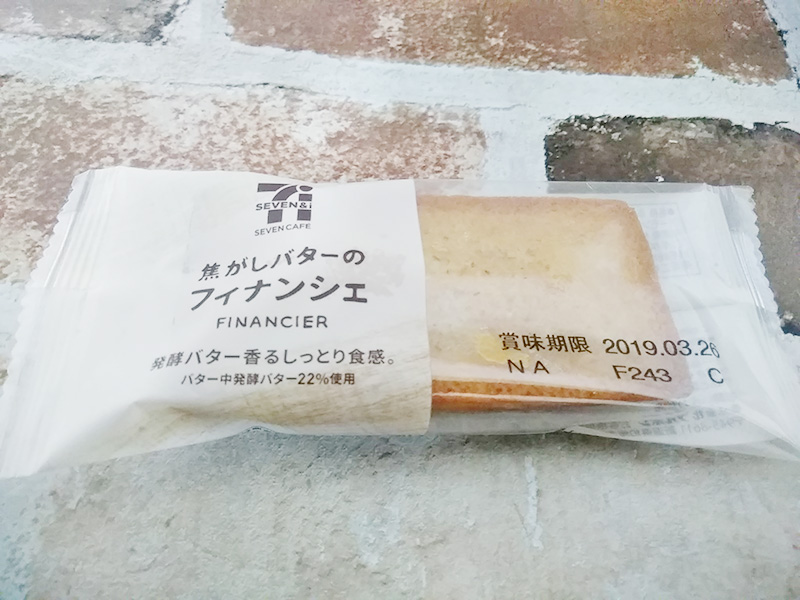 SEVEN&i
SEVEN CAFE
焦がしバターの
フィナンシェ
FINANCIER
発酵バター香るしっとり食感。
バター中発酵バター22%使用
賞味期限 2019.03.26
NA F243 C